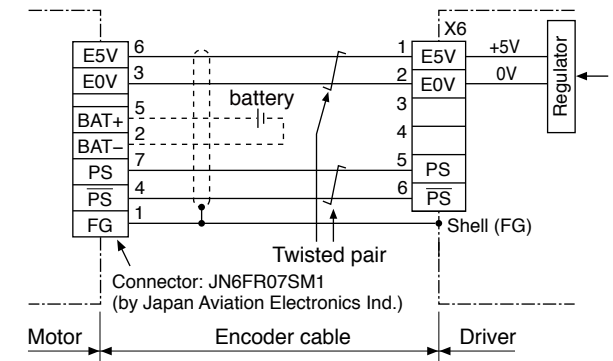 X6
E5V 6 1 E5V +5V
E0V 3 2 E0V 0V
Regulator
battery
5 3
BAT+
2 4
BAT−
PS 7 5 PS
P̅S̅ 4 6 P̅S̅
FG 1 Shell (FG)
Twisted pair
Connector: JN6FR07SM1
(by Japan Aviation Electronics Ind.)
Motor Encoder cable Driver